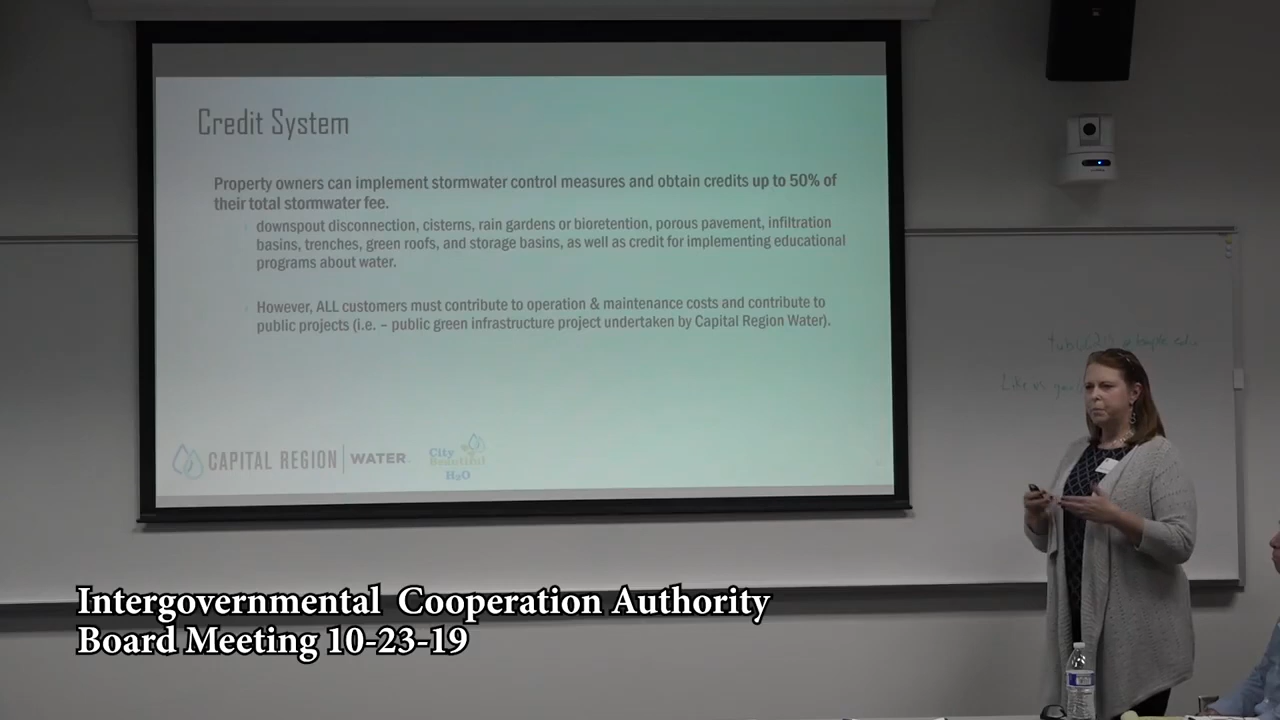 Credit System
Property owners can implement stormwater control measures and obtain credits up to 50% of
their total stormwater fee.
downspout disconnection, cisterns, rain gardens or bioretention, porous pavement, infiltration
basins, trenches, green roofs, and storage basins, as well as credit for implementing educational
programs about water.
However, ALL customers must contribute to operation & maintenance costs and contribute to
public projects (i.e. – public green infrastructure project undertaken by Capital Region Water).
CAPITAL REGION | WATER
City
Beautiful
H₂O
Like us
Intergovernmental Cooperation Authority
Board Meeting 10-23-19